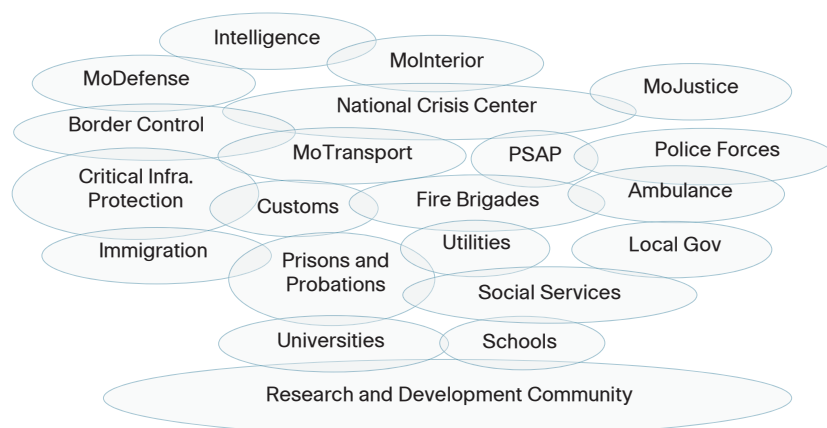 Intelligence
MoInterior
MoDefense
MoJustice
National Crisis Center
Border Control
MoTransport
PSAP
Police Forces
Critical Infra.
Protection
Customs
Fire Brigades
Ambulance
Immigration
Utilities
Local Gov
Prisons and
Probations
Social Services
Universities
Schools
Research and Development Community